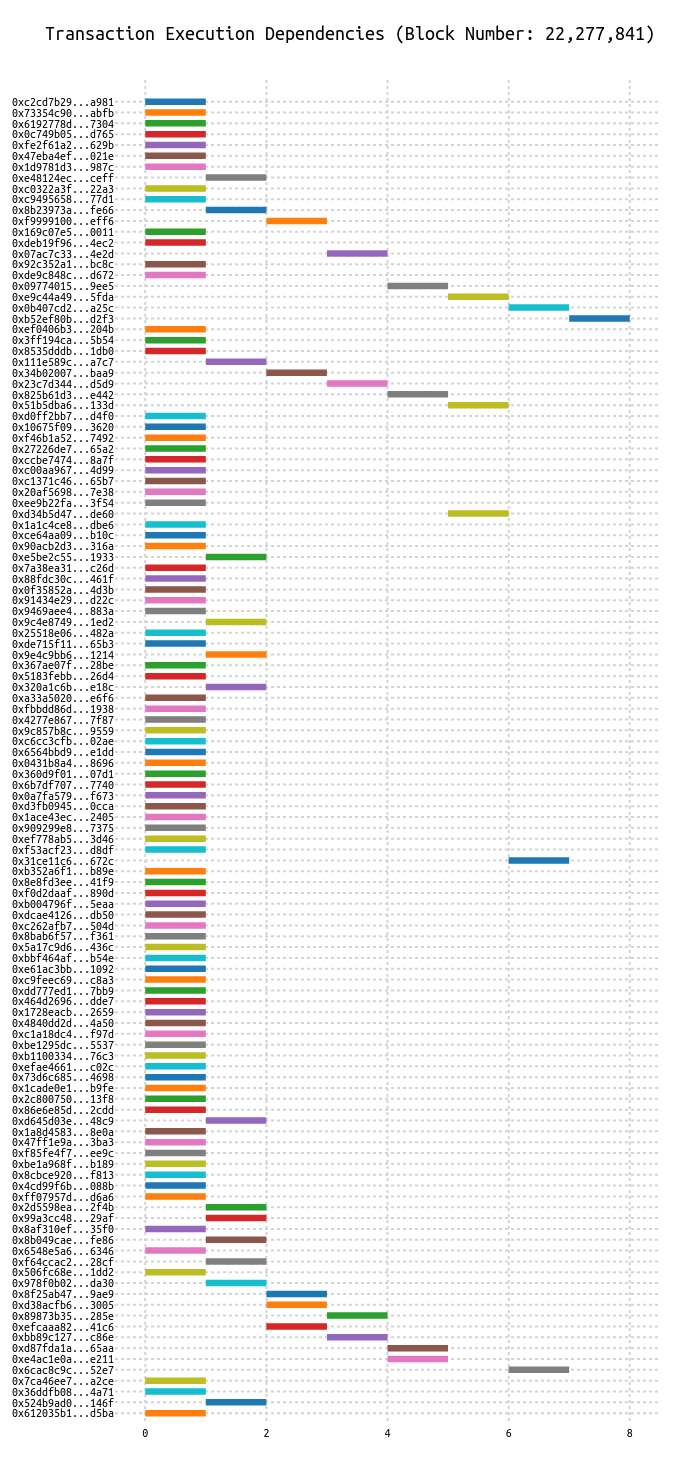 Transaction Execution Dependencies (Block Number: 22,277,841)
0xc2cd7b29...a981
0x73354c90...abfb
0x6192778d...7304
0x0c749b05...d765
0xfe2f61a2...629b
0x47eba4ef...021e
0x1d9781d3...987c
0xe48124ec...ceff
0xc0322a3f...22a3
0xc9495658...77d1
0x8b23973a...fe66
0xf9999100...eff6
0x169c07e5...0011
0xdeb19f96...4ec2
0x07ac7c33...4e2d
0x92c352a1...bc8c
0xde9c848c...d672
0x09774015...9ee5
0xe9c44a49...5fda
0x0b407cd2...a25c
0xb52ef80b...d2f3
0xef0406b3...204b
0x3ff194ca...5b54
0x8535dddb...1db0
0x111e589c...a7c7
0x34b02007...baa9
0x23c7d344...d5d9
0x825b61d3...e442
0x51b5dba6...133d
0xd0ff2bb7...d4f0
0x10675f09...3620
0xf46b1a52...7492
0x27226de7...65a2
0xccbe7474...8a7f
0xc00aa967...4d99
0xc1371c46...65b7
0x20af5698...7e38
0xee9b22fa...3f54
0xd34b5d47...de60
0x1a1c4ce8...dbe6
0xce64aa09...b10c
0x90acb2d3...316a
0xe5be2c55...1933
0x7a38ea31...c26d
0x88fdc30c...461f
0x0f35852a...4d3b
0x91434e29...d22c
0x9469aee4...883a
0x9c4e8749...1ed2
0x25518e06...482a
0xde715f11...65b3
0x9e4c9bb6...1214
0x367ae07f...28be
0x5183febb...26d4
0x320a1c6b...e18c
0xa33a5020...e6f6
0xfbbdd86d...1938
0x4277e867...7f87
0x9c857b8c...9559
0xc6cc3cfb...02ae
0x6564bbd9...e1dd
0x0431b8a4...8696
0x360d9f01...07d1
0x6b7df707...7740
0x0a7fa579...f673
0xd3fb0945...0cca
0x1ace43ec...2405
0x909299e8...7375
0xef778ab5...3d46
0xf53acf23...d8df
0x31ce11c6...672c
0xb352a6f1...b89e
0x8e8fd3ee...41f9
0xf0d2daaf...890d
0xb004796f...5eaa
0xdcae4126...db50
0xc262afb7...504d
0x8bab6f57...f361
0x5a17c9d6...436c
0xbbf464af...b54e
0xe61ac3bb...1092
0xc9feec69...c8a3
0xdd777ed1...7bb9
0x464d2696...dde7
0x1728eacb...2659
0x4840dd2d...4a50
0xc1a18dc4...f97d
0xbe1295dc...5537
0xb1100334...76c3
0xefae4661...c02c
0x73d6c685...4698
0x1cade0e1...b9fe
0x2c800750...13f8
0x86e6e85d...2cdd
0xd645d03e...48c9
0x1a8d4583...8e0a
0x47ff1e9a...3ba3
0xf85fe4f7...ee9c
0xbe1a968f...b189
0x8cbce920...f813
0x4cd99f6b...088b
0xff07957d...d6a6
0x2d5598ea...2f4b
0x99a3cc48...29af
0x8af310ef...35f0
0x8b049cae...fe86
0x6548e5a6...6346
0xf64ccac2...28cf
0x506fc68e...1dd2
0x978f0b02...da30
0x8f25ab47...9ae9
0xd38acfb6...3005
0x89873b35...285e
0xefcaaa82...41c6
0xbb89c127...c86e
0xd87fda1a...65aa
0xe4ac1e0a...e211
0x6cac8c9c...52e7
0x7ca46ee7...a2ce
0x36ddfb08...4a71
0x524b9ad0...146f
0x612035b1...d5ba
0 2 4 6 8